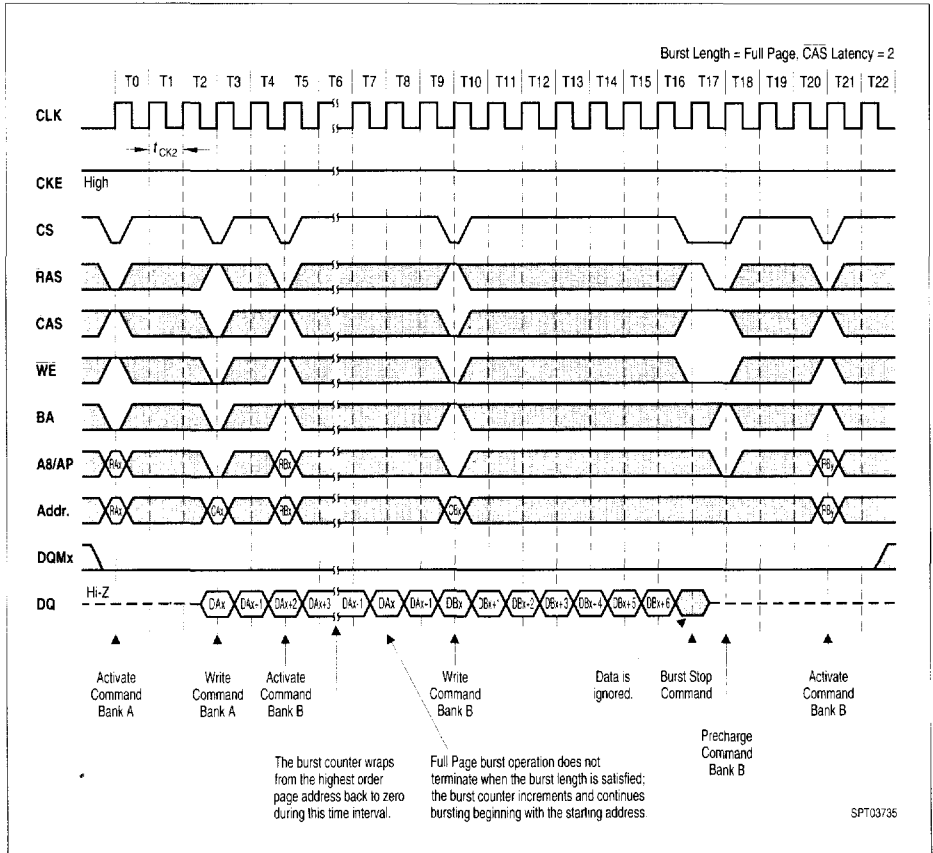 Burst Length = Full Page, CAS Latency = 2
T0 T1 T2 T3 T4 T5 T6 T7 T8 T9 T10 T11 T12 T13 T14 T15 T16 T17 T18 T19 T20 T21 T22
CLK
tCK2
CKE High
CS
RAS
CAS
WE
BA
A8/AP RAx RBx RBy
Addr. RAx CAx RBx CBx RBy
DQMx
DQ Hi-Z DAx DAx+1 DAx+2 DAx+3 DAx-1 DAx DAx-1 DBx DBx+1 DBx+2 DBx+3 DBx+4 DBx+5 DBx+6
Activate
Command
Bank A
Write
Command
Bank A
Activate
Command
Bank B
Write
Command
Bank B
Data is
ignored.
Burst Stop
Command
Activate
Command
Bank B
Precharge
Command
Bank B
The burst counter wraps
from the highest order
page address back to zero
during this time interval.
Full Page burst operation does not
terminate when the burst length is satisfied;
the burst counter increments and continues
bursting beginning with the starting address.
SPT03735